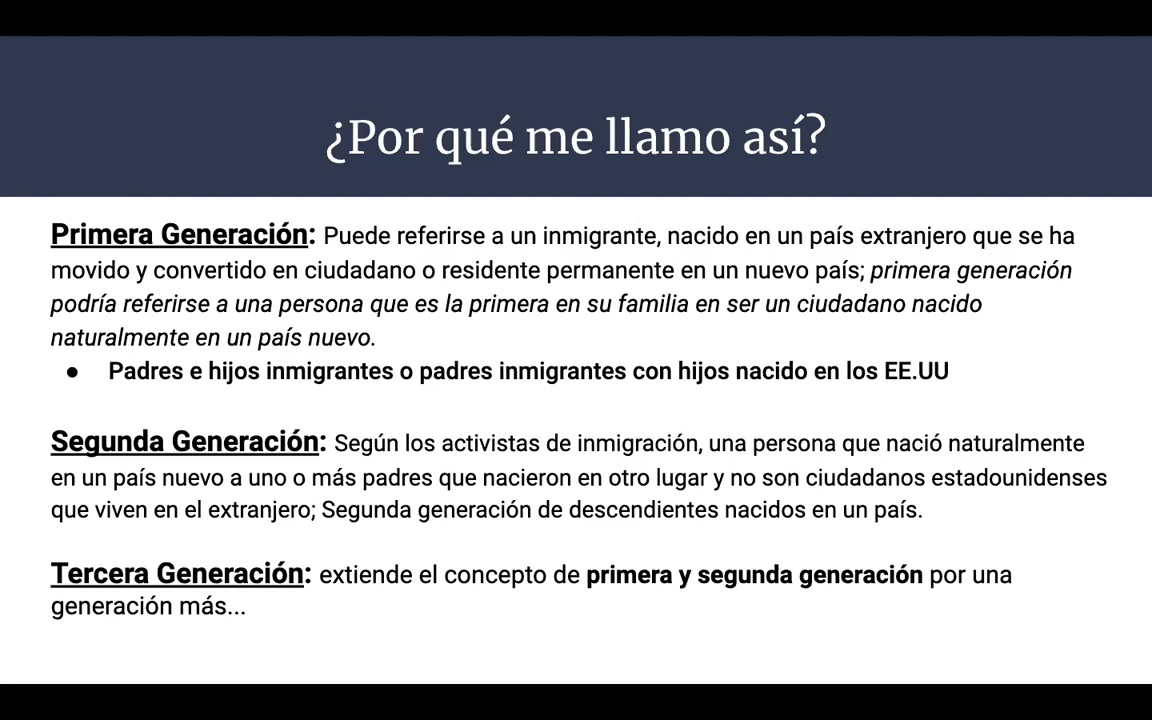 ¿Por qué me llamo así?
Primera Generación: Puede referirse a un inmigrante, nacido en un país extranjero que se ha
movido y convertido en ciudadano o residente permanente en un nuevo país; primera generación
podría referirse a una persona que es la primera en su familia en ser un ciudadano nacido
naturalmente en un país nuevo.
● Padres e hijos inmigrantes o padres inmigrantes con hijos nacido en los EE.UU
Segunda Generación: Según los activistas de inmigración, una persona que nació naturalmente
en un país nuevo a uno o más padres que nacieron en otro lugar y no son ciudadanos estadounidenses
que viven en el extranjero; Segunda generación de descendientes nacidos en un país.
Tercera Generación: extiende el concepto de primera y segunda generación por una
generación más...